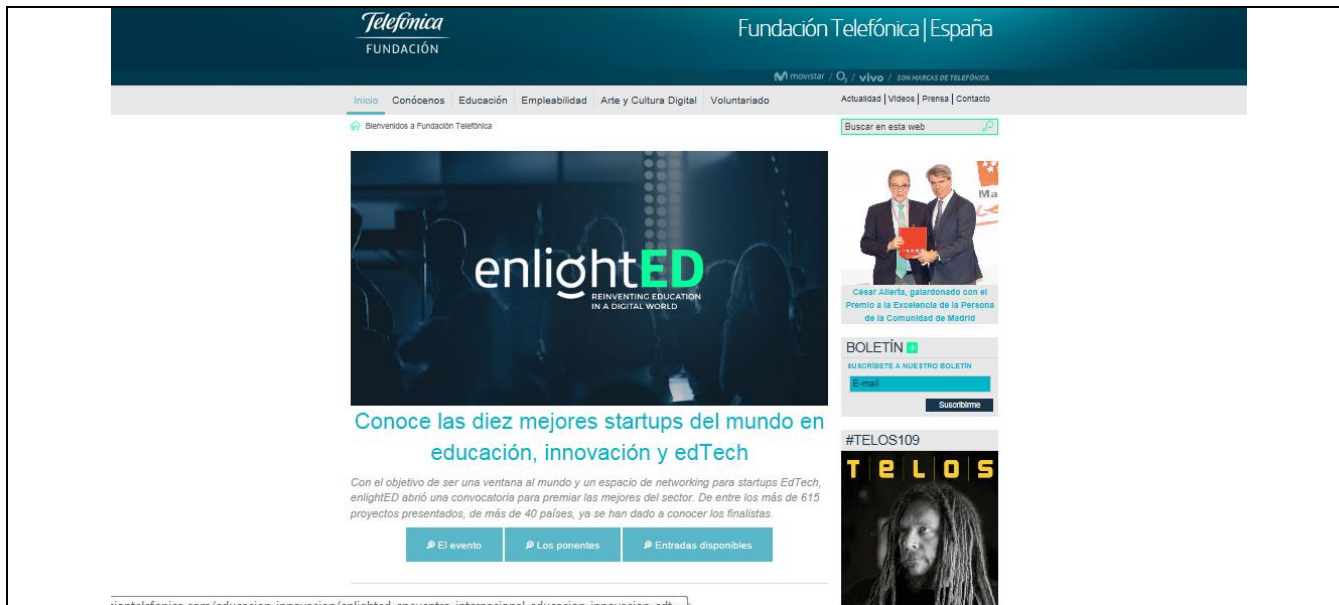 Telefónica
FUNDACIÓN
Fundación Telefónica | España
movistar / O2 / vivo / SON MARCAS DE TELEFÓNICA
Inicio Conócenos Educación Empleabilidad Arte y Cultura Digital Voluntariado
Actualidad | Vídeos | Prensa | Contacto
Bienvenidos a Fundación Telefónica
Buscar en esta web
enlightED
REINVENTING EDUCATION
IN A DIGITAL WORLD
Conoce las diez mejores startups del mundo en
educación, innovación y edTech
Con el objetivo de ser una ventana al mundo y un espacio de networking para startups EdTech,
enlightED abrió una convocatoria para premiar las mejores del sector. De entre los más de 615
proyectos presentados, de más de 40 países, ya se han dado a conocer los finalistas.
El evento
Los ponentes
Entradas disponibles
Ma
César Alierta, galardonado con el
Premio a la Excelencia de la Persona
de la Comunidad de Madrid
BOLETÍN +
SUSCRÍBETE A NUESTRO BOLETÍN
E-mail
Suscribirme
#TELOS109
TeLOS